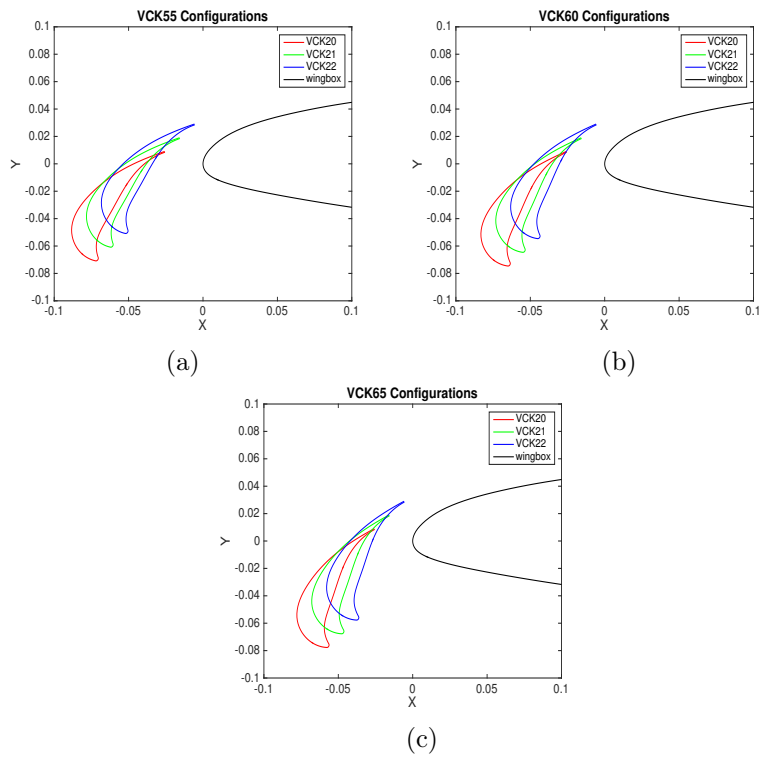 VCK55 Configurations
0.1
0.08
0.06
0.04
0.02
0
-0.02
-0.04
-0.06
-0.08
-0.1
Y
VCK20
VCK21
VCK22
wingbox
-0.1 -0.05 0 0.05 0.1
X
(a)
VCK60 Configurations
0.1
0.08
0.06
0.04
0.02
0
-0.02
-0.04
-0.06
-0.08
-0.1
Y
VCK20
VCK21
VCK22
wingbox
-0.1 -0.05 0 0.05 0.1
X
(b)
VCK65 Configurations
0.1
0.08
0.06
0.04
0.02
0
-0.02
-0.04
-0.06
-0.08
-0.1
Y
VCK20
VCK21
VCK22
wingbox
-0.1 -0.05 0 0.05 0.1
X
(c)